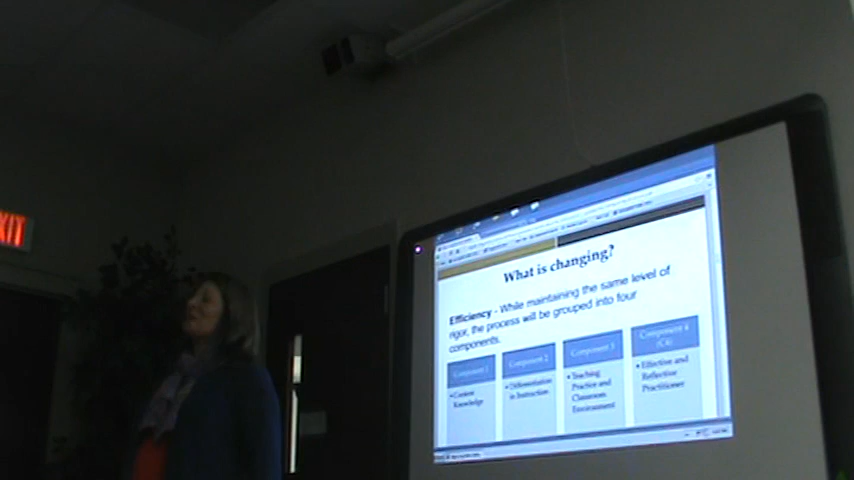 EXIT
What is changing?
Efficiency - While maintaining the same level of
rigor, the process will be grouped into four
components.
Component 1
Component 2
Component 3
Component 4
(C4)
• Content
Knowledge
• Differentiation
in Instruction
• Teaching
Practice and
Classroom
Environment
• Effective and
Reflective
Practitioner